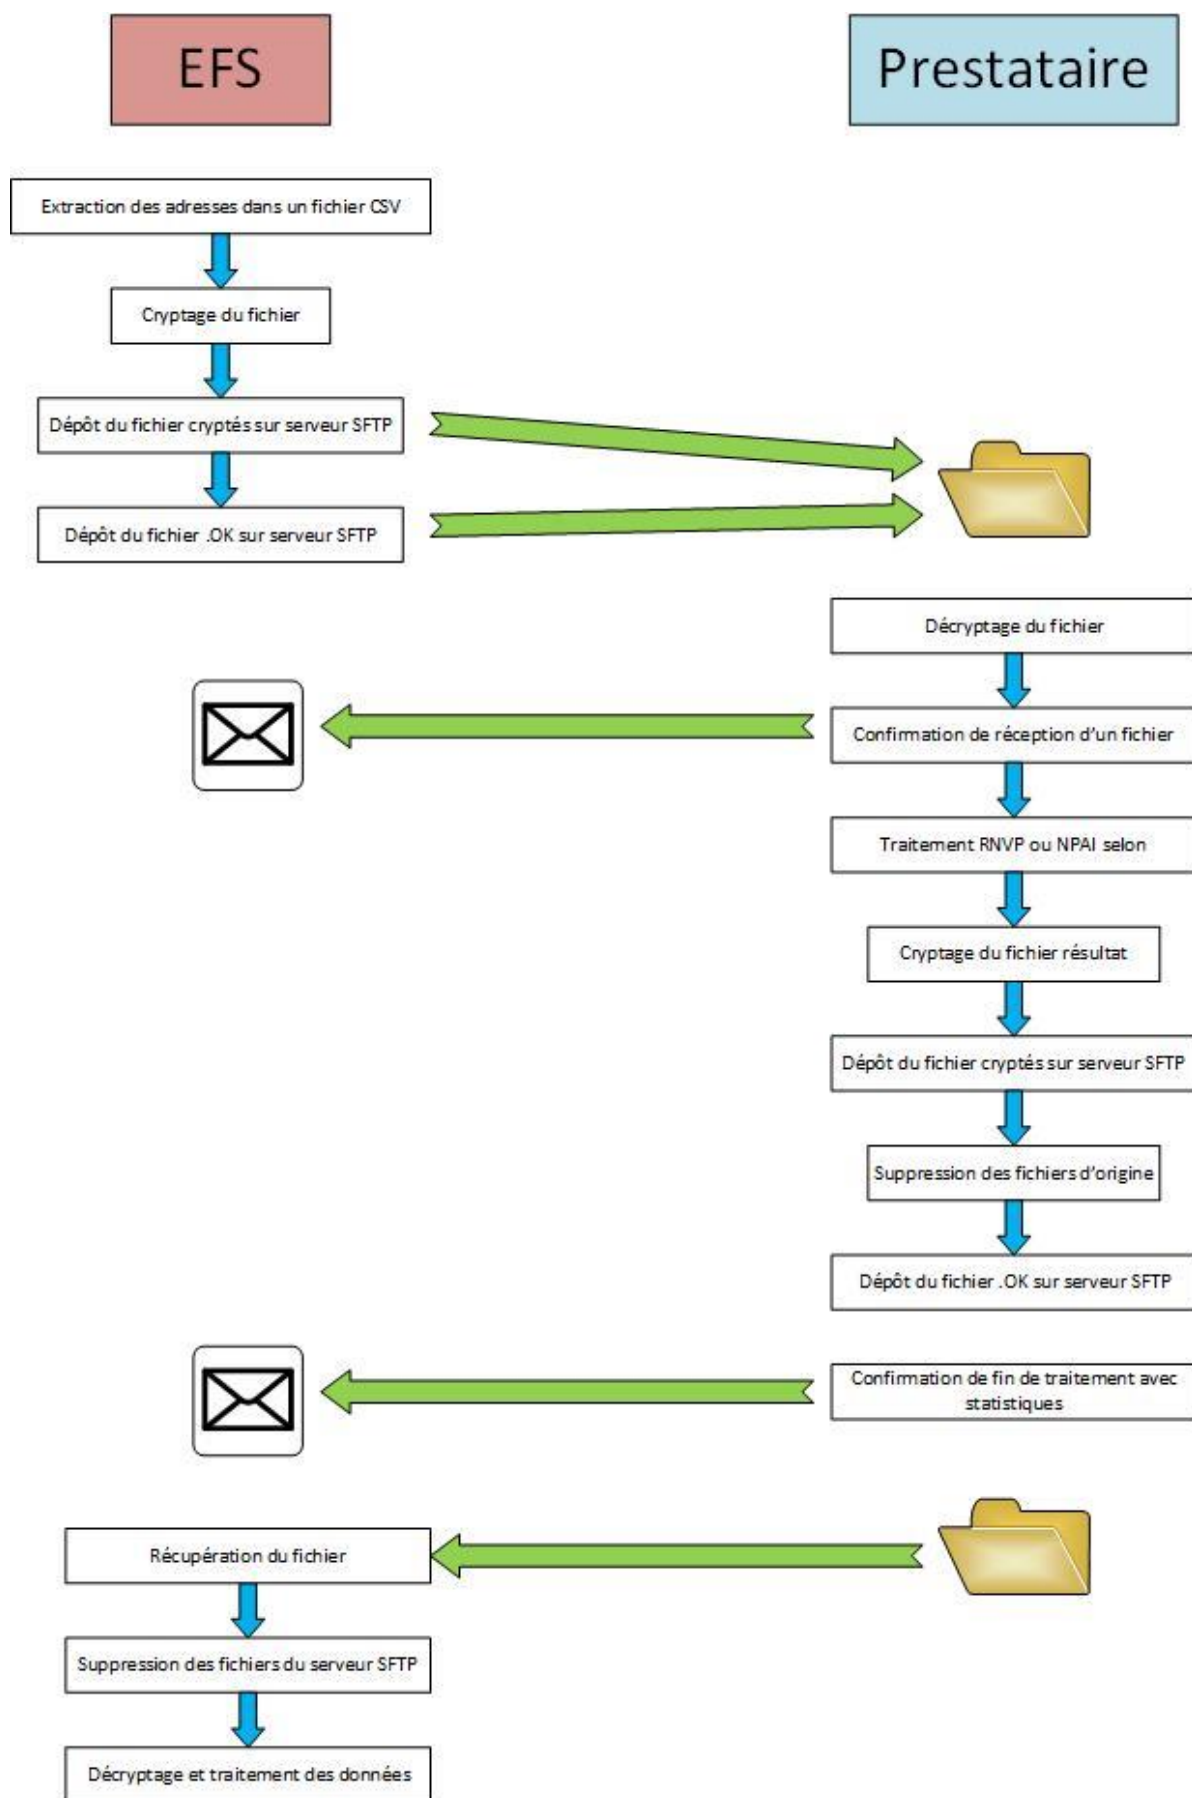 EFS
Prestataire
Extraction des adresses dans un fichier CSV
Cryptage du fichier
Dépôt du fichier cryptés sur serveur SFTP
Dépôt du fichier .OK sur serveur SFTP
Décryptage du fichier
Confirmation de réception d'un fichier
Traitement RNVP ou NPAI selon
Cryptage du fichier résultat
Dépôt du fichier cryptés sur serveur SFTP
Suppression des fichiers d'origine
Dépôt du fichier .OK sur serveur SFTP
Confirmation de fin de traitement avec
statistiques
Récupération du fichier
Suppression des fichiers du serveur SFTP
Décryptage et traitement des données